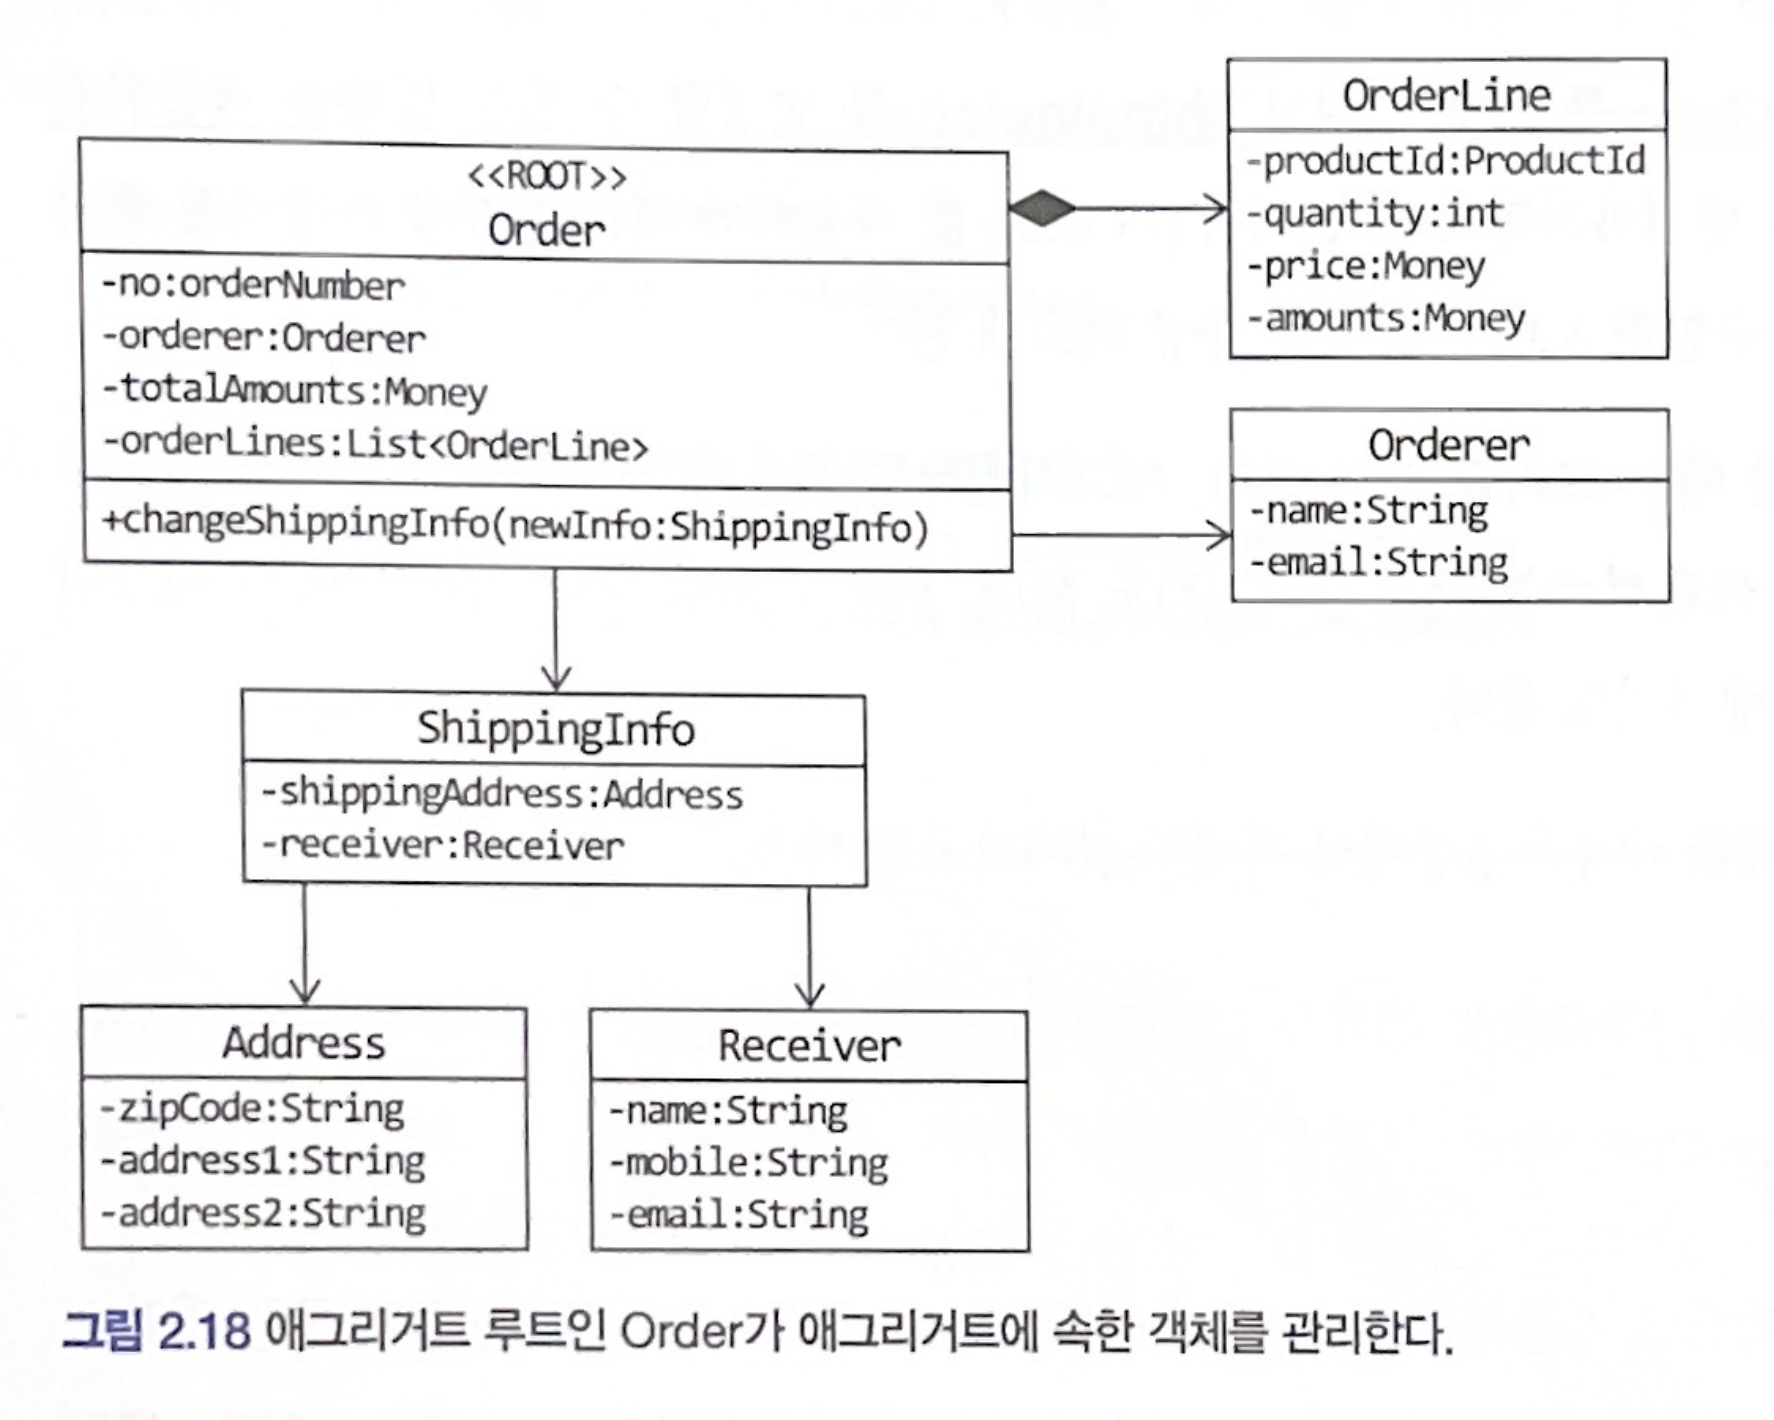 <<ROOT>>
Order
-no:orderNumber
-orderer:Orderer
-totalAmounts:Money
-orderLines:List<OrderLine>
+changeShippingInfo(newInfo:ShippingInfo)
OrderLine
-productId:ProductId
-quantity:int
-price:Money
-amounts:Money
Orderer
-name:String
-email:String
ShippingInfo
-shippingAddress:Address
-receiver:Receiver
Address
-zipCode:String
-address1:String
-address2:String
Receiver
-name:String
-mobile:String
-email:String
그림 2.18 애그리거트 루트인 Order가 애그리거트에 속한 객체를 관리한다.